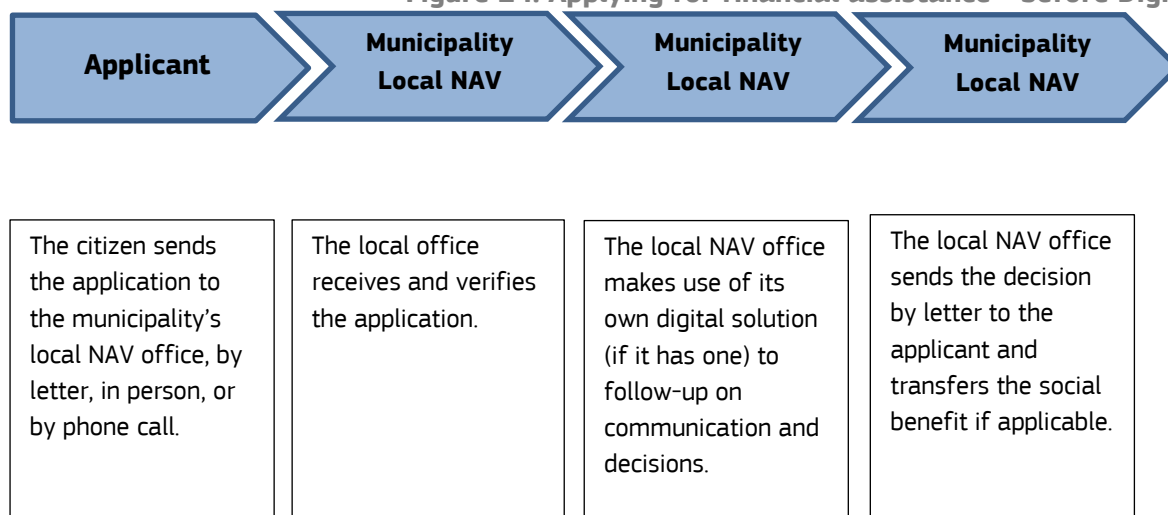 Applicant
Municipality
Local NAV
Municipality
Local NAV
Municipality
Local NAV
The citizen sends
the application to
the municipality's
local NAV office, by
letter, in person, or
by phone call.
The local office
receives and verifies
the application.
The local NAV office
makes use of its
own digital solution
(if it has one) to
follow-up on
communication and
decisions.
The local NAV office
sends the decision
by letter to the
applicant and
transfers the social
benefit if applicable.